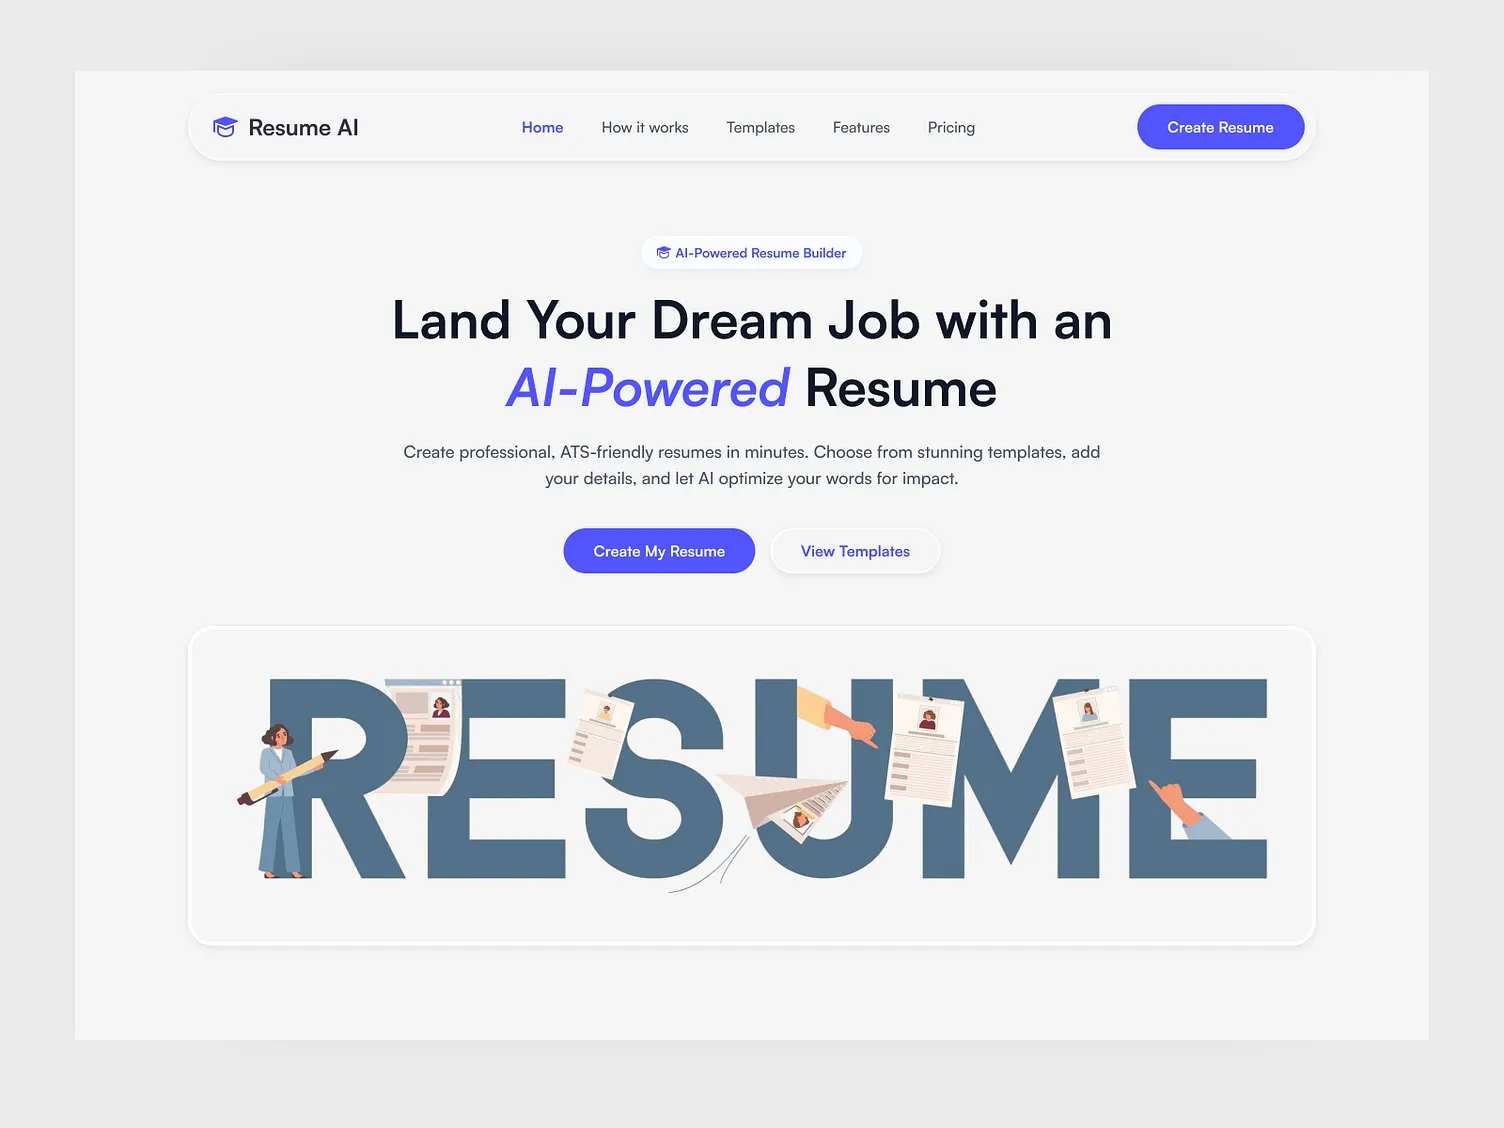 Resume AI
Home
How it works
Templates
Features
Pricing
Create Resume
AI-Powered Resume Builder
Land Your Dream Job with an
AI-Powered Resume
Create professional, ATS-friendly resumes in minutes. Choose from stunning templates, add
your details, and let AI optimize your words for impact.
Create My Resume
View Templates
RESUME